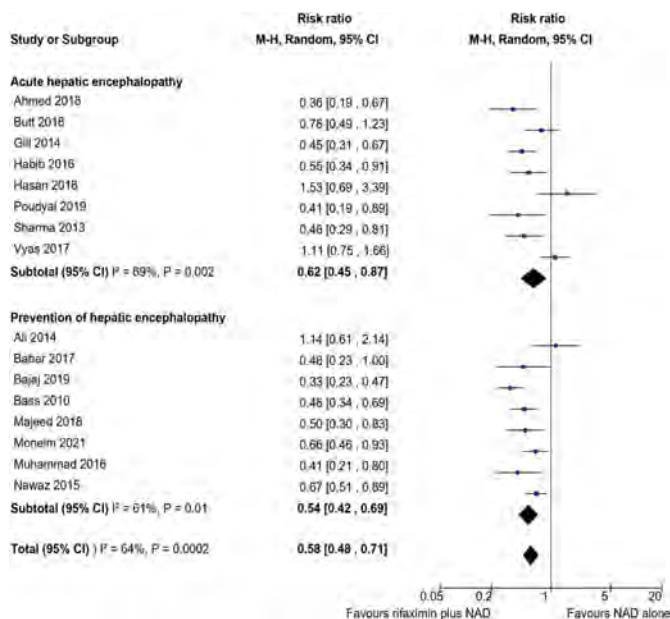 Risk ratio Risk ratio
Study or Subgroup M-H, Random, 95% CI M-H, Random, 95% CI
Acute hepatic encephalopathy
Ahmed 2018 0.36 [0.19 , 0.67]
Butt 2018 0.78 [0.49 , 1.23]
Gill 2014 0.45 [0.31 , 0.67]
Habib 2016 0.55 [0.34 , 0.91]
Hasan 2018 1.53 [0.69 , 3.39]
Poudyal 2019 0.41 [0.19 , 0.89]
Sharma 2013 0.46 [0.29 , 0.81]
Vyas 2017 1.11 [0.75 , 1.66]
Subtotal (95% CI) I² = 69%, P = 0.002 0.62 [0.45 , 0.87]
Prevention of hepatic encephalopathy
Ali 2014 1.14 [0.61 , 2.14]
Babar 2017 0.48 [0.23 , 1.00]
Bajaj 2019 0.33 [0.23 , 0.47]
Bass 2010 0.48 [0.34 , 0.69]
Majeed 2018 0.50 [0.30 , 0.83]
Moneim 2021 0.66 [0.46 , 0.93]
Muhammad 2016 0.41 [0.21 , 0.80]
Nawaz 2015 0.67 [0.51 , 0.89]
Subtotal (95% CI) I² = 61%, P = 0.01 0.54 [0.42 , 0.69]
Total (95% CI) ) I² = 64%, P = 0.0002 0.58 [0.48 , 0.71]
0.05 0.2 1 5 20
Favours rifaximin plus NAD Favours NAD alone